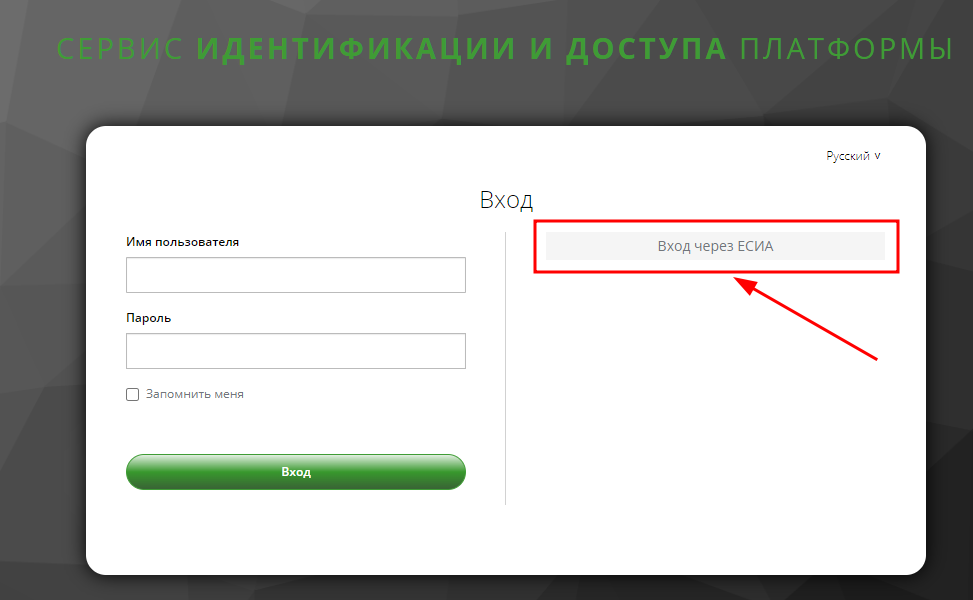 СЕРВИС ИДЕНТИФИКАЦИИ И ДОСТУПА ПЛАТФОРМЫ
Русский v
Вход
Имя пользователя
Пароль
Запомнить меня
Вход
Вход через ЕСИА